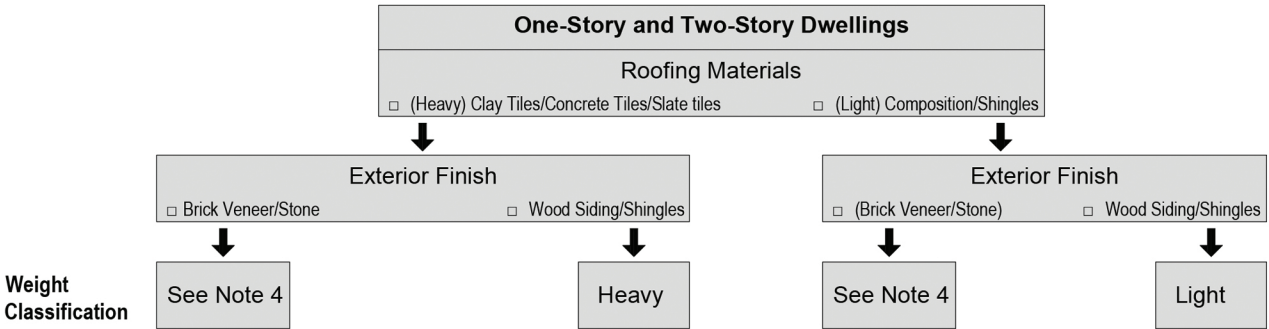 One-Story and Two-Story Dwellings
Roofing Materials
□ (Heavy) Clay Tiles/Concrete Tiles/Slate tiles □ (Light) Composition/Shingles
Exterior Finish Exterior Finish
□ Brick Veneer/Stone □ Wood Siding/Shingles □ (Brick Veneer/Stone) □ Wood Siding/Shingles
Weight
Classification
See Note 4 Heavy See Note 4 Light